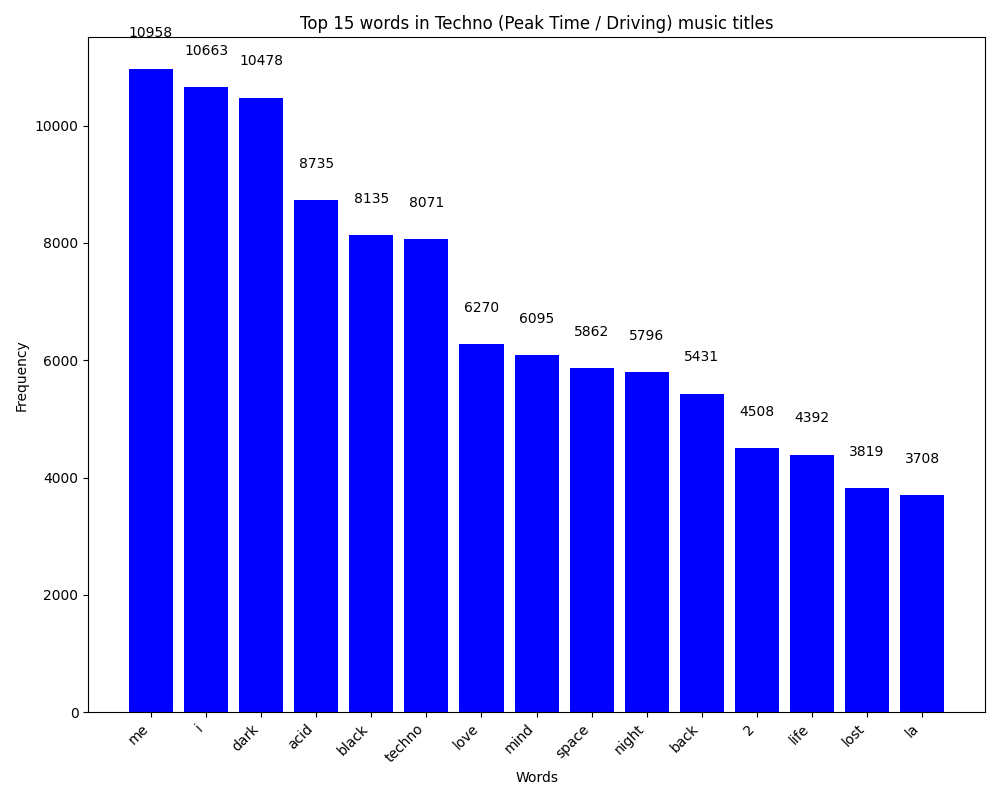 Top 15 words in Techno (Peak Time / Driving) music titles
10958
10663
10478
8735
8135
8071
6270
6095
5862
5796
5431
4508
4392
3819
3708
10000
8000
6000
4000
2000
0
Frequency
me
i
dark
acid
black
techno
love
mind
space
night
back
2
life
lost
la
Words